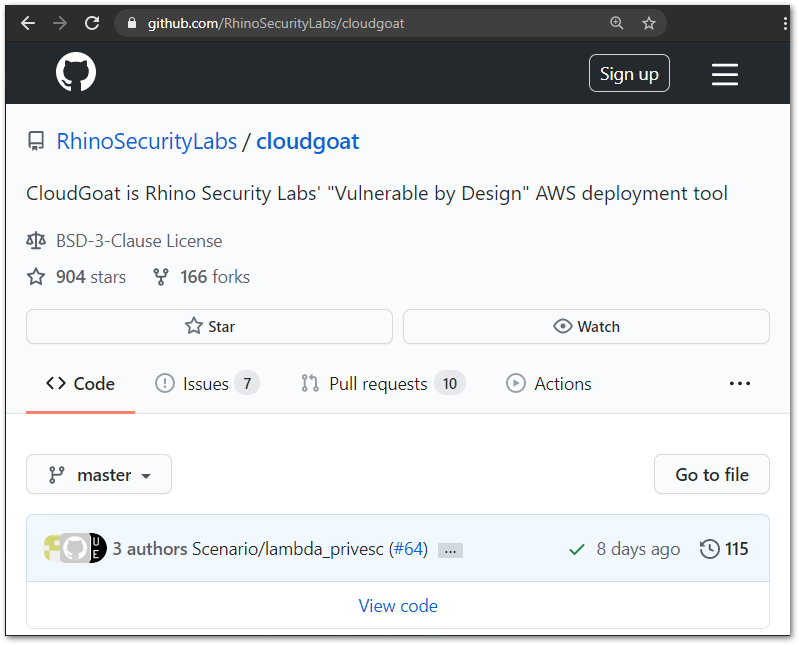 github.com/RhinoSecurityLabs/cloudgoat
Sign up
RhinoSecurityLabs / cloudgoat
CloudGoat is Rhino Security Labs' "Vulnerable by Design" AWS deployment tool
BSD-3-Clause License
904 stars 166 forks
Star Watch
Code Issues 7 Pull requests 10 Actions ...
master Go to file
U E 3 authors Scenario/lambda_privesc (#64) ... 8 days ago 115
View code